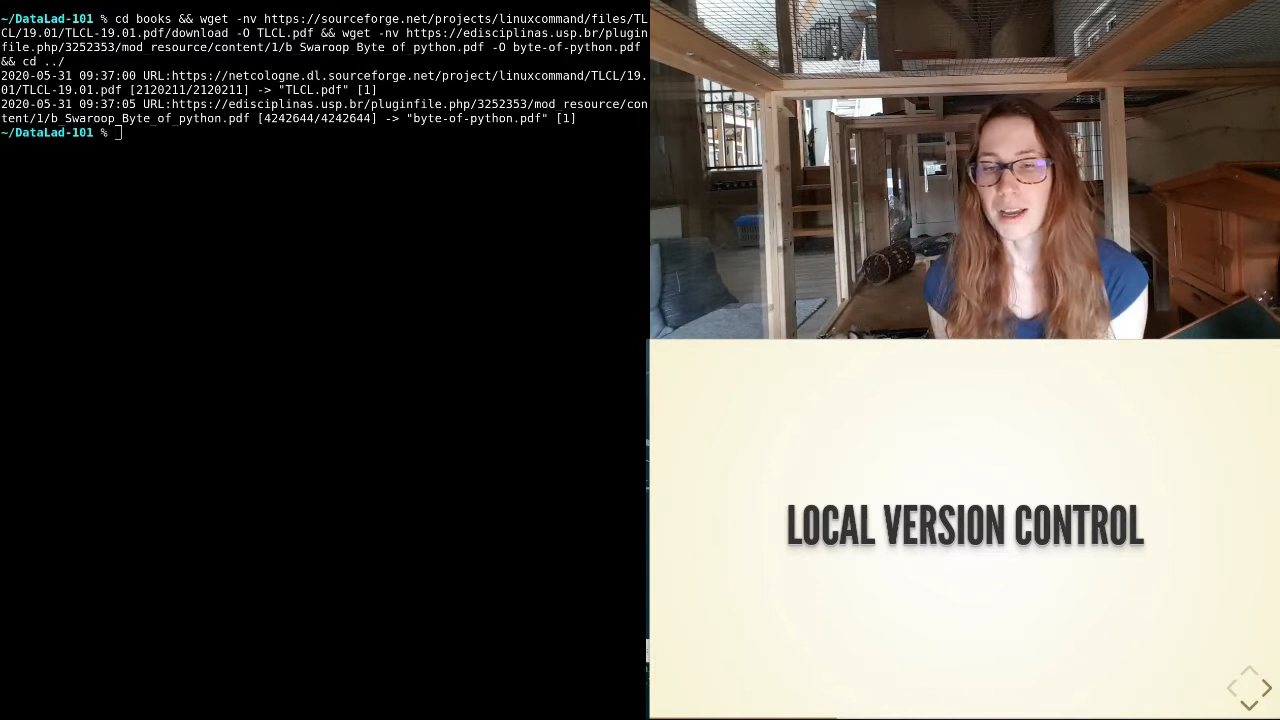 ~/DataLad-101 % cd books && wget -nv https://sourceforge.net/projects/linuxcommand/files/TL
CL/19.01/TLCL-19.01.pdf/download -O TLCL.pdf && wget -nv https://edisciplinas.usp.br/plugin
file.php/3252353/mod_resource/content/1/b_Swaroop_Byte_of_python.pdf -O byte-of-python.pdf
&& cd ../
2021-05-31 URL:https://netcologne.dl.sourceforge.net/project/linuxcommand/TLCL/19.
01/TLCL-19.01.pdf [2120211/2120211] -> "TLCL.pdf" [1]
2021-05-31 09:37:05 URL:https://edisciplinas.usp.br/pluginfile.php/3252353/mod_resource/con
tent/1/b_Swaroop_Byte_of_python.pdf [4242644/4242644] -> "byte-of-python.pdf" [1]
~/DataLad-101 %
LOCAL VERSION CONTROL